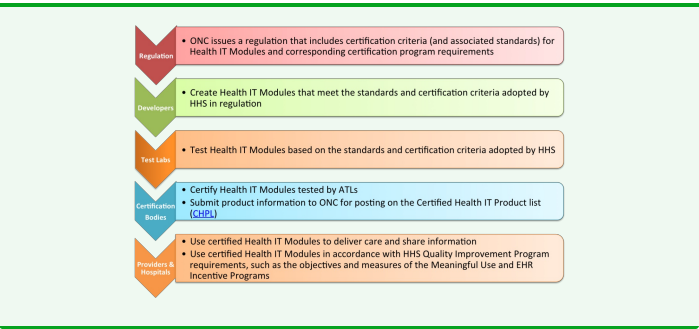 Regulation
• ONC issues a regulation that includes certification criteria (and associated standards) for
Health IT Modules and corresponding certification program requirements
Developers
• Create Health IT Modules that meet the standards and certification criteria adopted by
HHS in regulation
Test Labs
• Test Health IT Modules based on the standards and certification criteria adopted by HHS
Certification
Bodies
• Certify Health IT Modules tested by ATLs
• Submit product information to ONC for posting on the Certified Health IT Product list
(CHPL)
Providers &
Hospitals
• Use certified Health IT Modules to deliver care and share information
• Use certified Health IT Modules in accordance with HHS Quality Improvement Program
requirements, such as the objectives and measures of the Meaningful Use and EHR
Incentive Programs